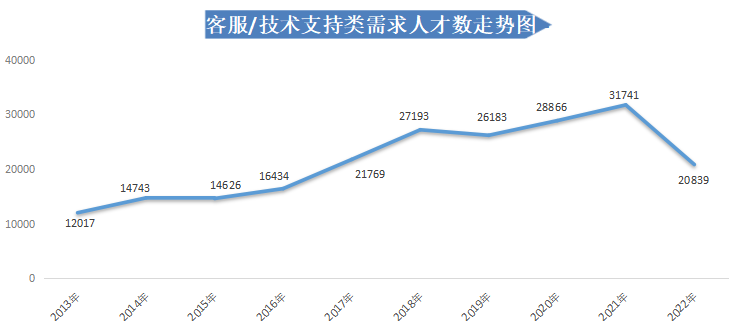 客服/技术支持类需求人才数走势图
40000
30000
20000
10000
0
12017
14743
14626
16434
21769
27193
26183
28866
31741
20839
2013年
2014年
2015年
2016年
2017年
2018年
2019年
2020年
2021年
2022年